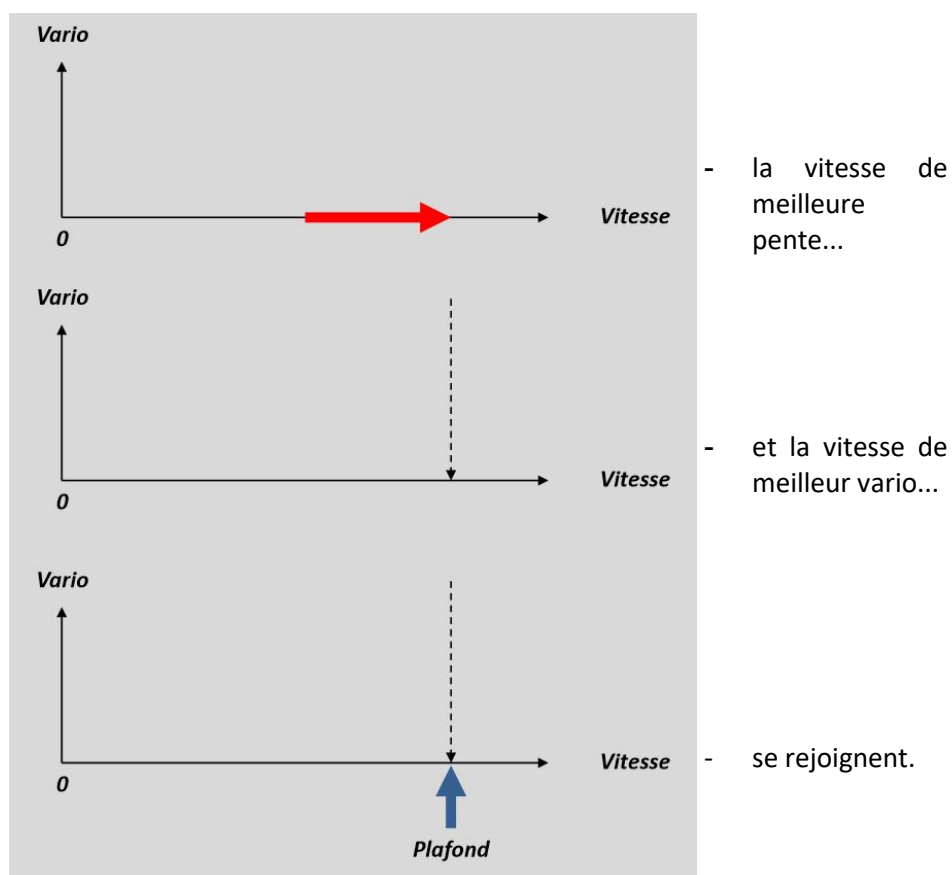 Vario
- la vitesse de
meilleure
pente...
Vitesse
0
Vario
- et la vitesse de
meilleur vario...
Vitesse
0
Vario
Vitesse
- se rejoignent.
0
Plafond